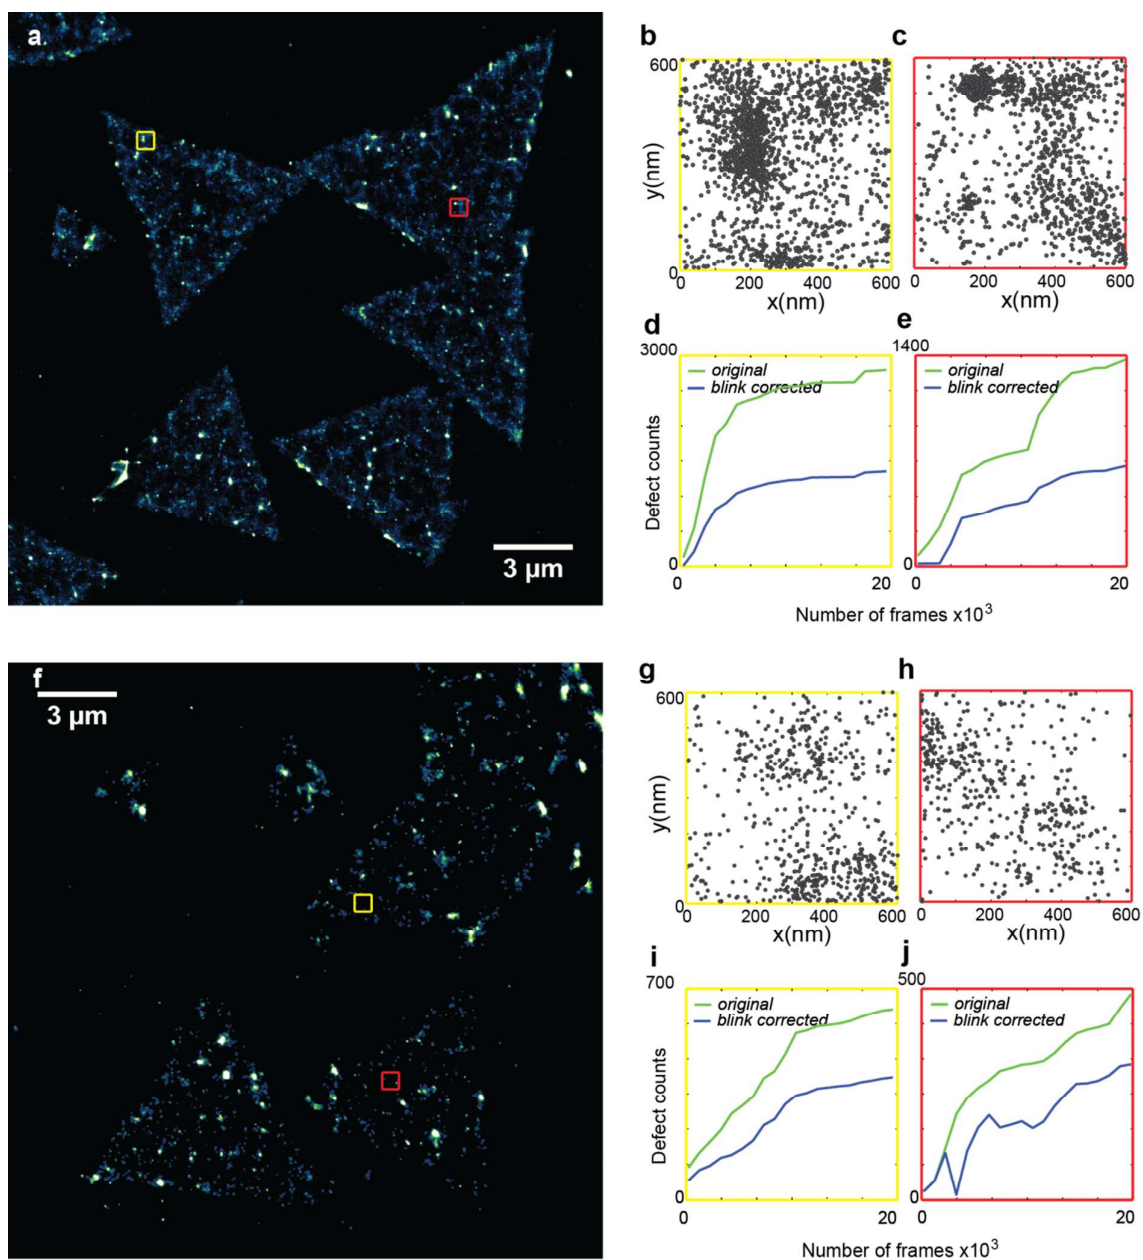 a.
3 μm
b
600
y(nm)
0
0 200 400 600
x(nm)
c
0 200 400 600
x(nm)
d
3000
original
blink corrected
Defect counts
0
0 20
e
1400
original
blink corrected
0
0 20
Number of frames x10³
f
3 μm
g
600
y(nm)
0
0 200 400 600
x(nm)
h
0 200 400 600
x(nm)
i
700
original
blink corrected
Defect counts
0
0 20
j
500
original
blink corrected
0
0 20
Number of frames x10³